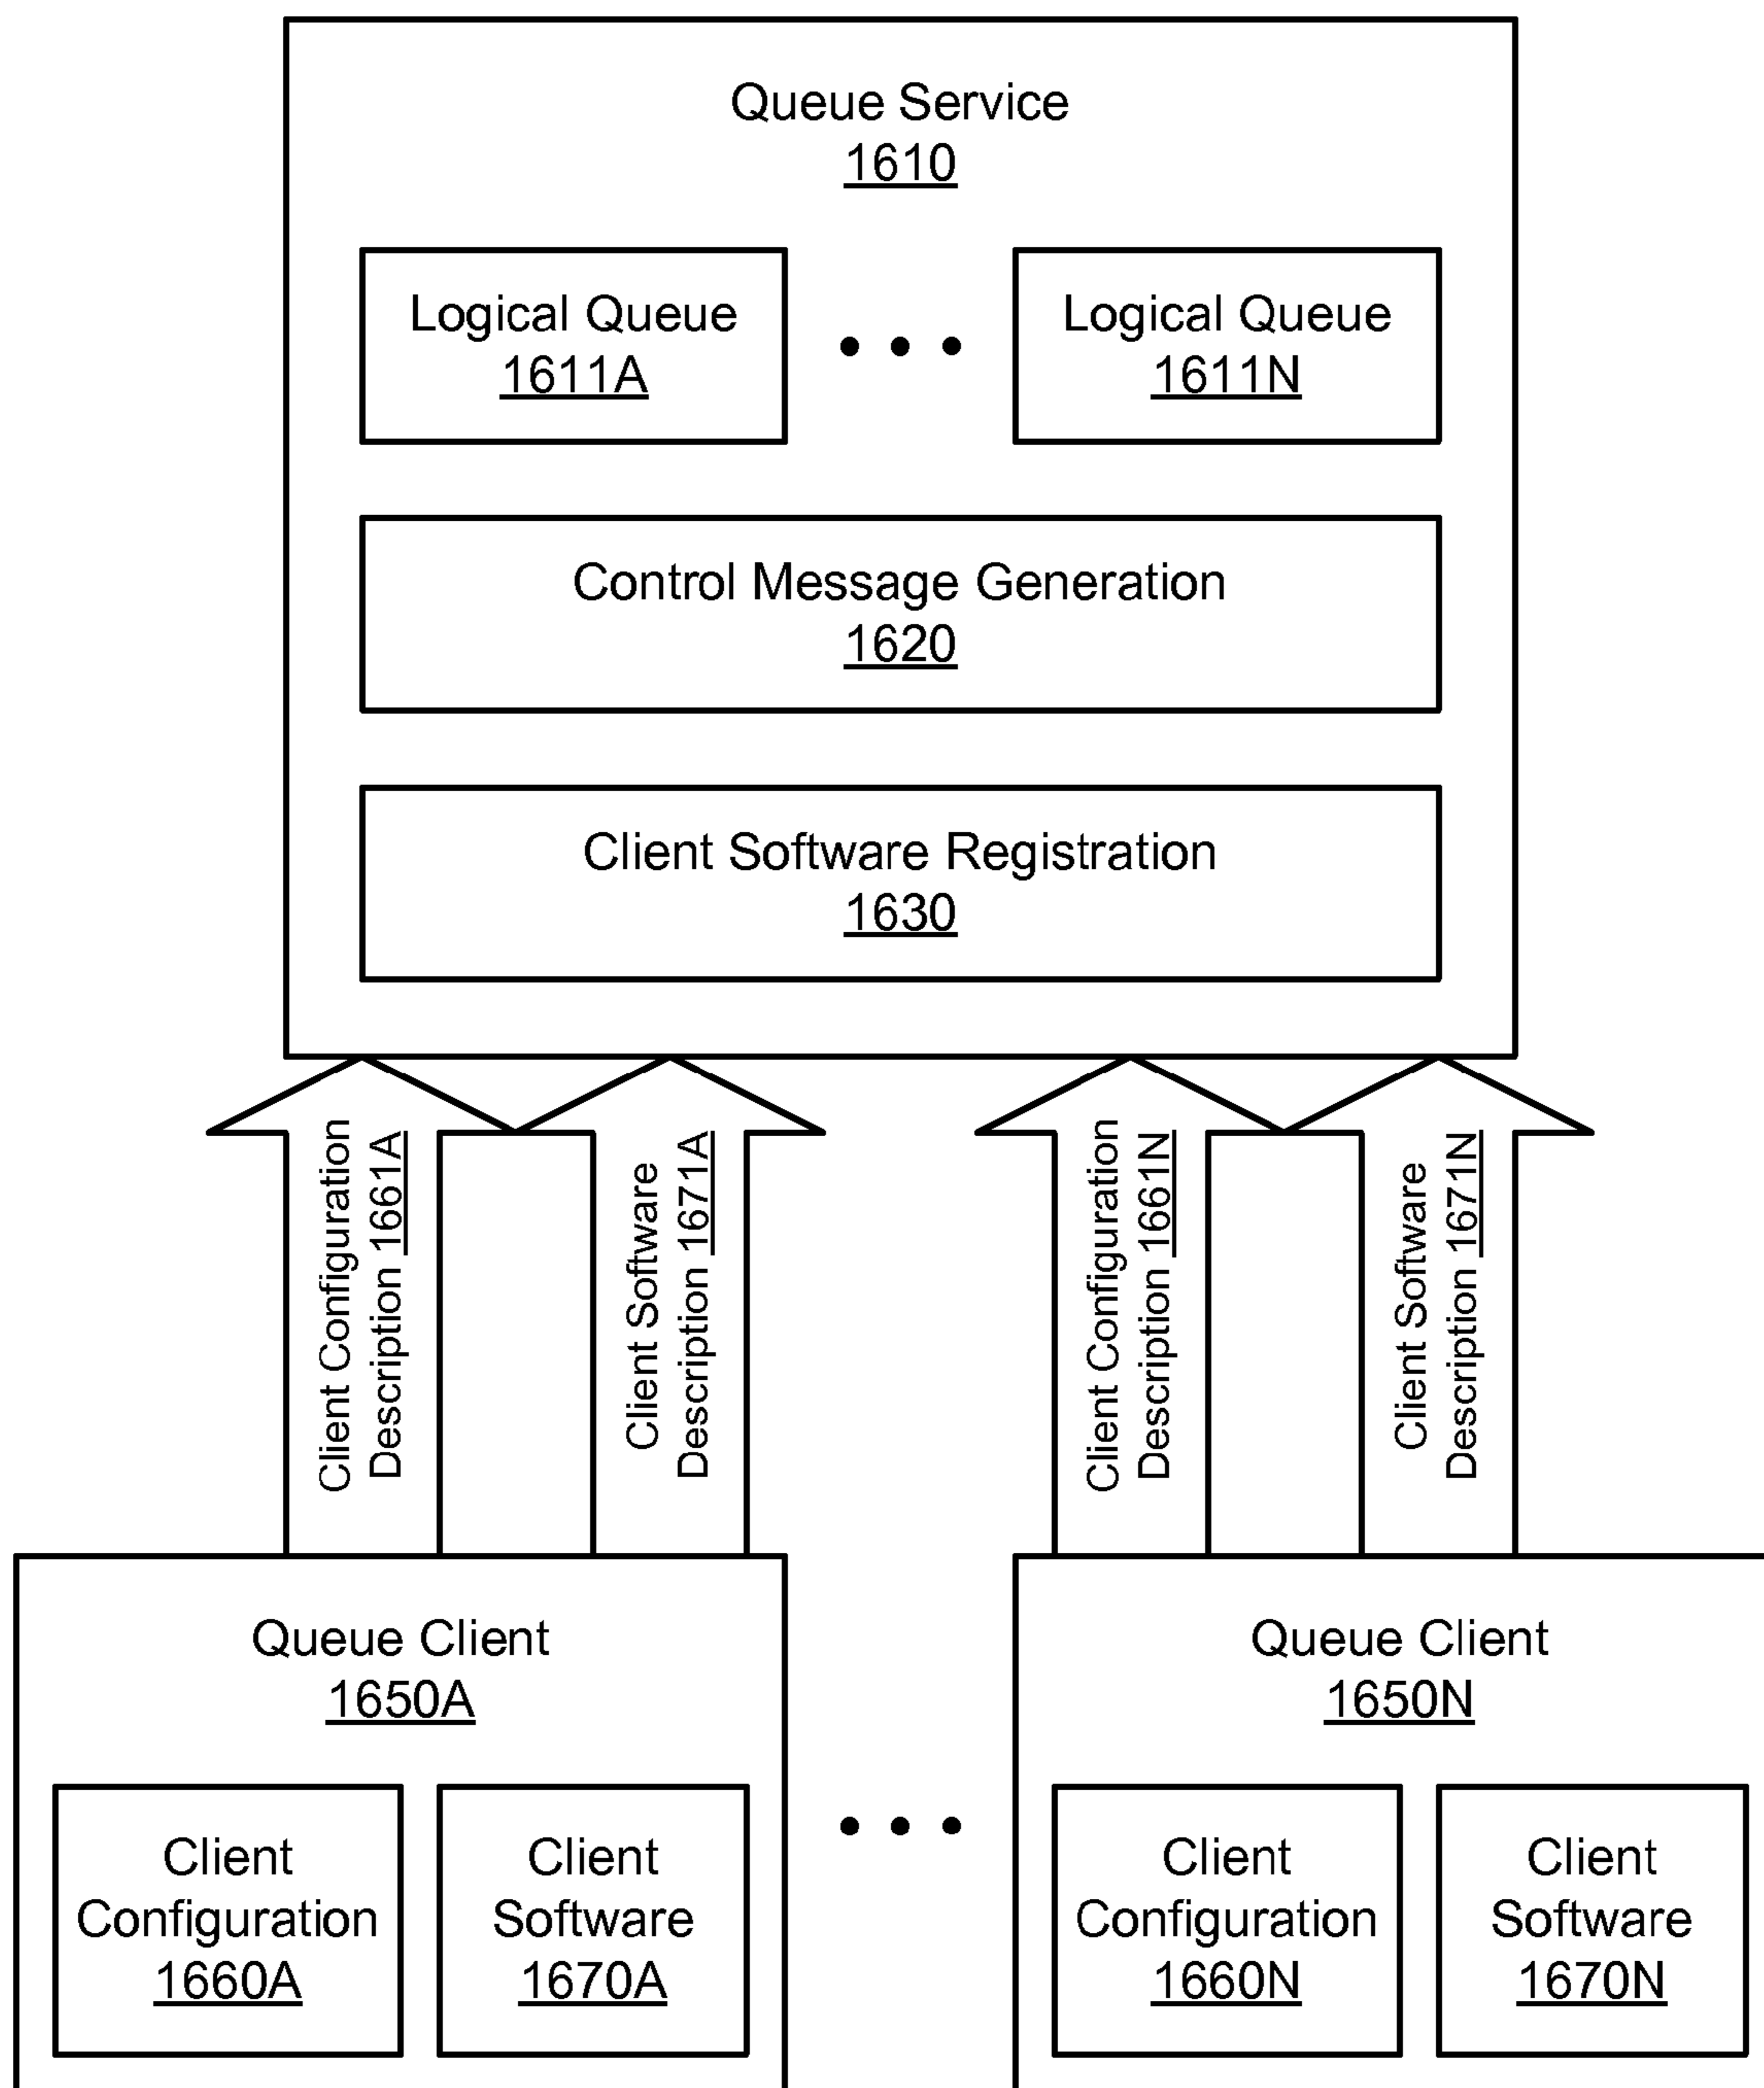 Queue Service
1610
Logical Queue
1611A
Logical Queue
1611N
Control Message Generation
1620
Client Software Registration
1630
Client Configuration
Description 1661A
Client Software
Description 1671A
Client Configuration
Description 1661N
Client Software
Description 1671N
Queue Client
1650A
Client
Configuration
1660A
Client
Software
1670A
Queue Client
1650N
Client
Configuration
1660N
Client
Software
1670N